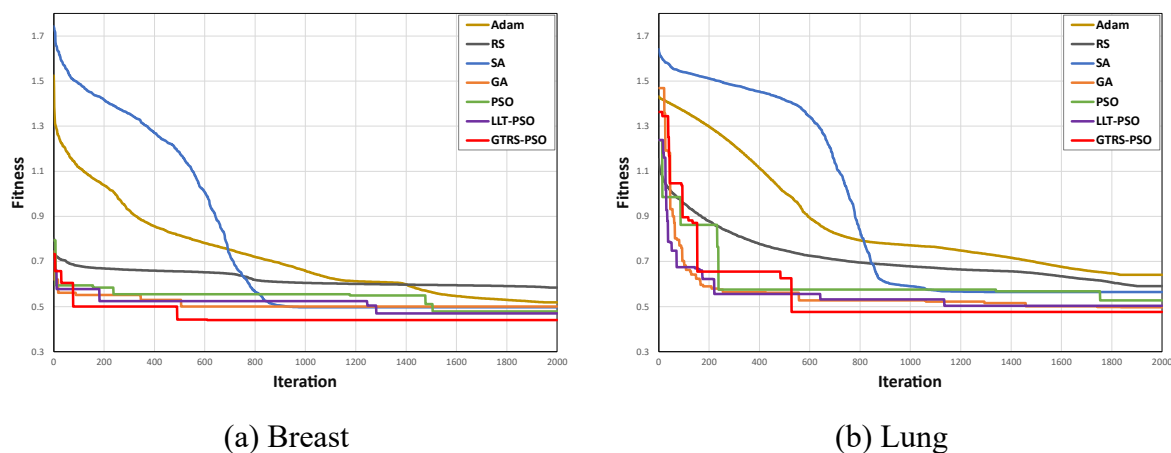 Fitness
1.7
1.5
1.3
1.1
0.9
0.7
0.5
0.3
0 200 400 600 800 1000 1200 1400 1600 1800 2000
Iteration
Adam
RS
SA
GA
PSO
LLT-PSO
GTRS-PSO
(a) Breast
Fitness
1.7
1.5
1.3
1.1
0.9
0.7
0.5
0.3
0 200 400 600 800 1000 1200 1400 1600 1800 2000
Iteration
Adam
RS
SA
GA
PSO
LLT-PSO
GTRS-PSO
(b) Lung